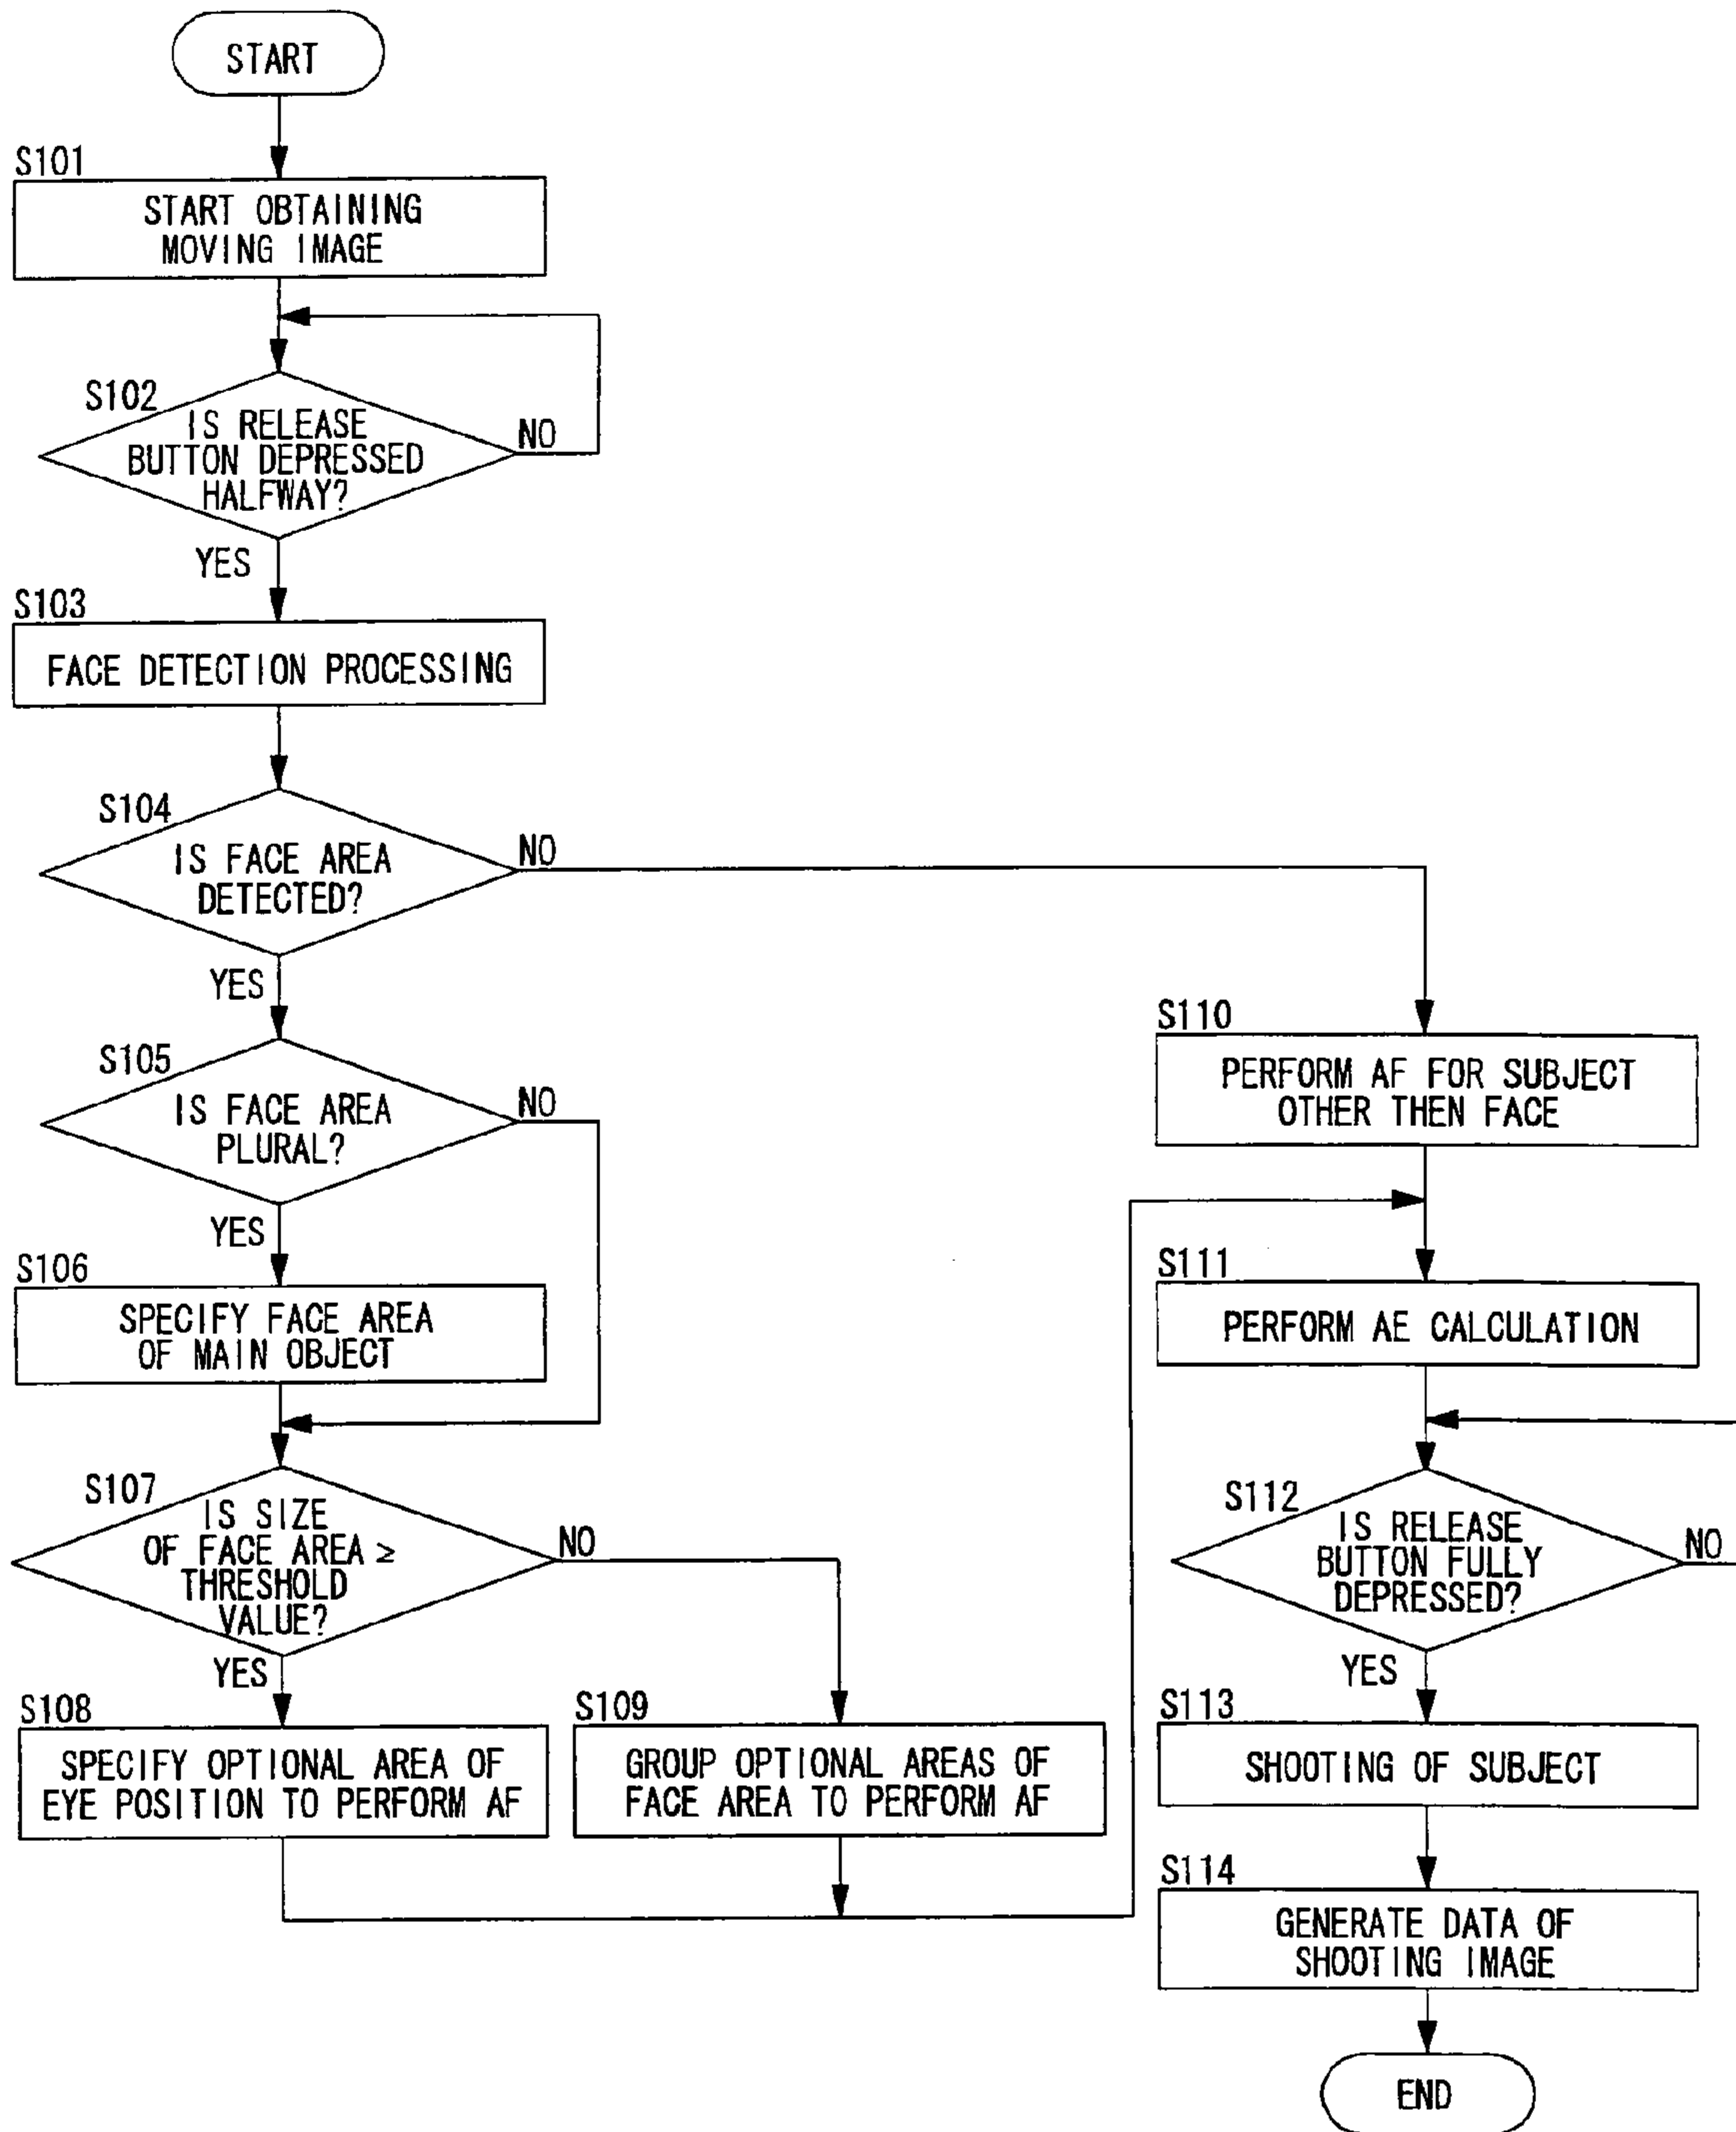 START
S101
START OBTAINING
MOVING IMAGE
S102
IS RELEASE
BUTTON DEPRESSED
HALFWAY?
NO
YES
S103
FACE DETECTION PROCESSING
S104
IS FACE AREA
DETECTED?
NO
YES
S105
IS FACE AREA
PLURAL?
NO
YES
S106
SPECIFY FACE AREA
OF MAIN OBJECT
S107
IS SIZE
OF FACE AREA ≥
THRESHOLD
VALUE?
NO
YES
S108
SPECIFY OPTIONAL AREA OF
EYE POSITION TO PERFORM AF
S109
GROUP OPTIONAL AREAS OF
FACE AREA TO PERFORM AF
S110
PERFORM AF FOR SUBJECT
OTHER THEN FACE
S111
PERFORM AE CALCULATION
S112
IS RELEASE
BUTTON FULLY
DEPRESSED?
NO
YES
S113
SHOOTING OF SUBJECT
S114
GENERATE DATA OF
SHOOTING IMAGE
END